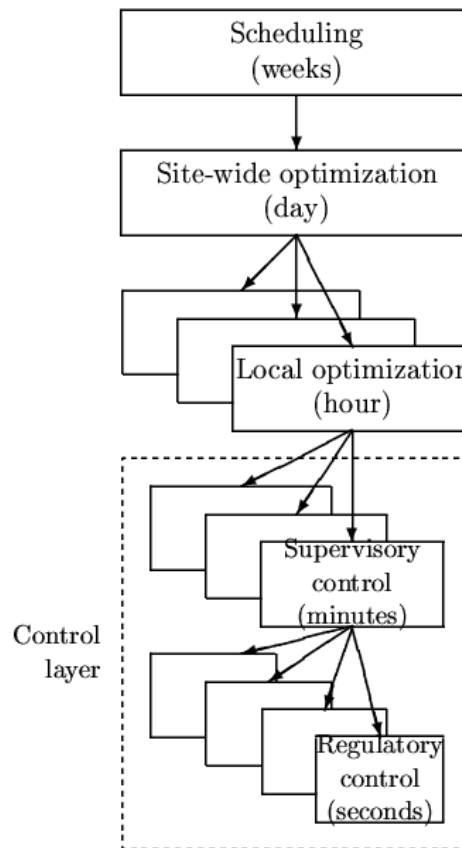 Scheduling
(weeks)
Site-wide optimization
(day)
Local optimization
(hour)
Supervisory
control
(minutes)
Control
layer
Regulatory
control
(seconds)